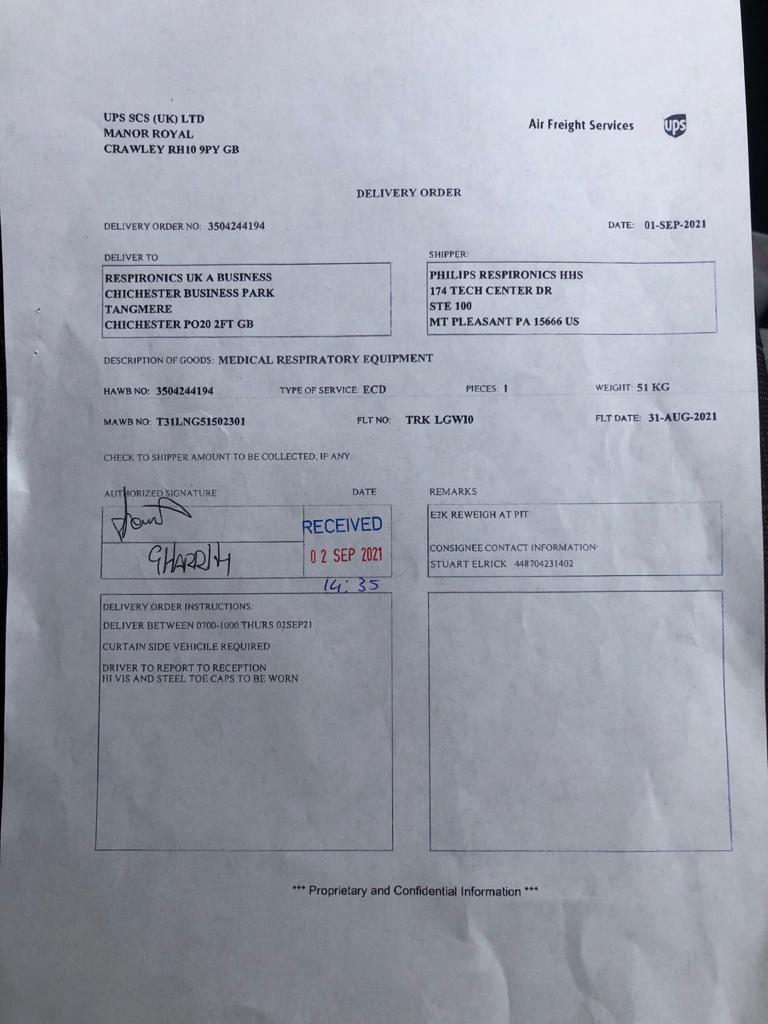 UPS SCS (UK) LTD
MANOR ROYAL
CRAWLEY RH10 9PY GB
Air Freight Services
ups
DELIVERY ORDER
DELIVERY ORDER NO: 3504244194
DATE: 01-SEP-2021
DELIVER TO
RESPIRONICS UK A BUSINESS
CHICHESTER BUSINESS PARK
TANGMERE
CHICHESTER PO20 2FT GB
SHIPPER:
PHILIPS RESPIRONICS HHS
174 TECH CENTER DR
STE 100
MT PLEASANT PA 15666 US
DESCRIPTION OF GOODS: MEDICAL RESPIRATORY EQUIPMENT
HAWB NO: 3504244194 TYPE OF SERVICE: ECD PIECES: 1 WEIGHT: 51 KG
MAWB NO: T31LNG51502301 FLT NO: TRK LGW10 FLT DATE: 31-AUG-2021
CHECK TO SHIPPER AMOUNT TO BE COLLECTED, IF ANY:
AUTHORIZED SIGNATURE DATE
RECEIVED
02 SEP 2021
14:35
REMARKS
E2K REWEIGH AT PIT
CONSIGNEE CONTACT INFORMATION:
STUART ELRICK 448704231402
DELIVERY ORDER INSTRUCTIONS:
DELIVER BETWEEN 0700-1000 THURS 02SEP21
CURTAIN SIDE VEHICILE REQUIRED
DRIVER TO REPORT TO RECEPTION
HI VIS AND STEEL TOE CAPS TO BE WORN
*** Proprietary and Confidential Information ***